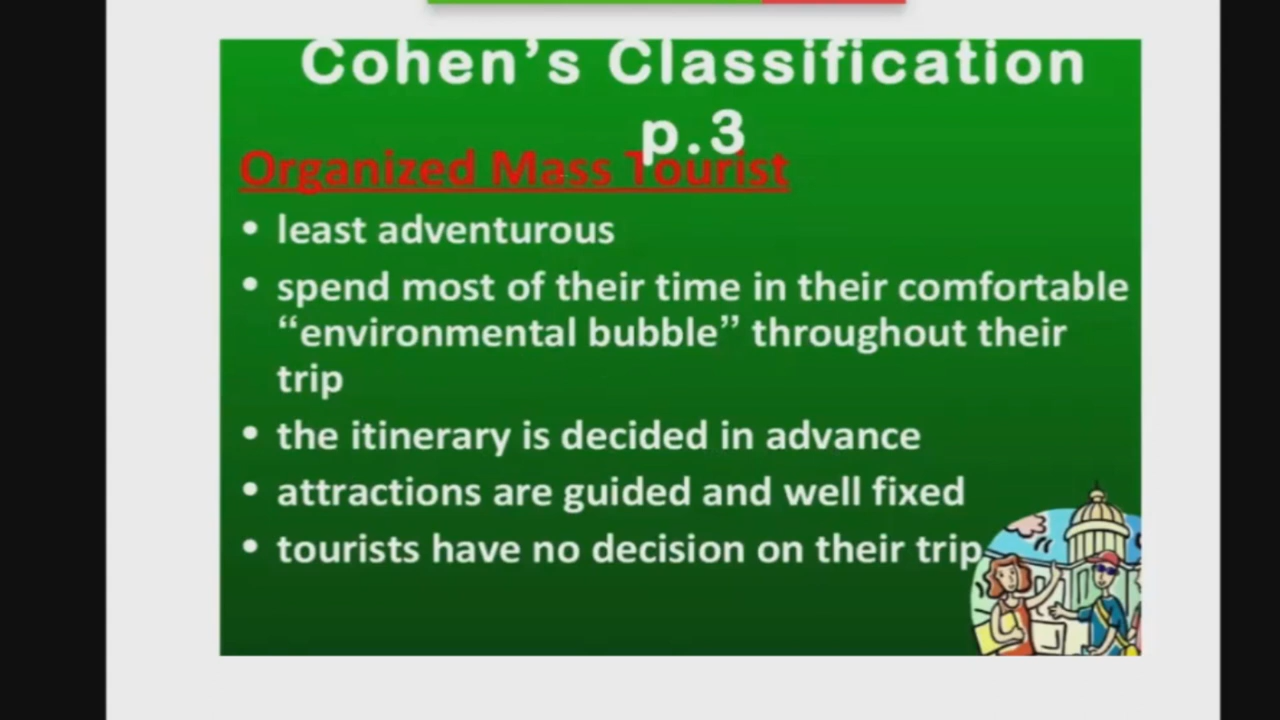 Cohen’s Classification
p.3
Organized Mass Tourist
• least adventurous
• spend most of their time in their comfortable
“environmental bubble” throughout their
trip
• the itinerary is decided in advance
• attractions are guided and well fixed
• tourists have no decision on their trip